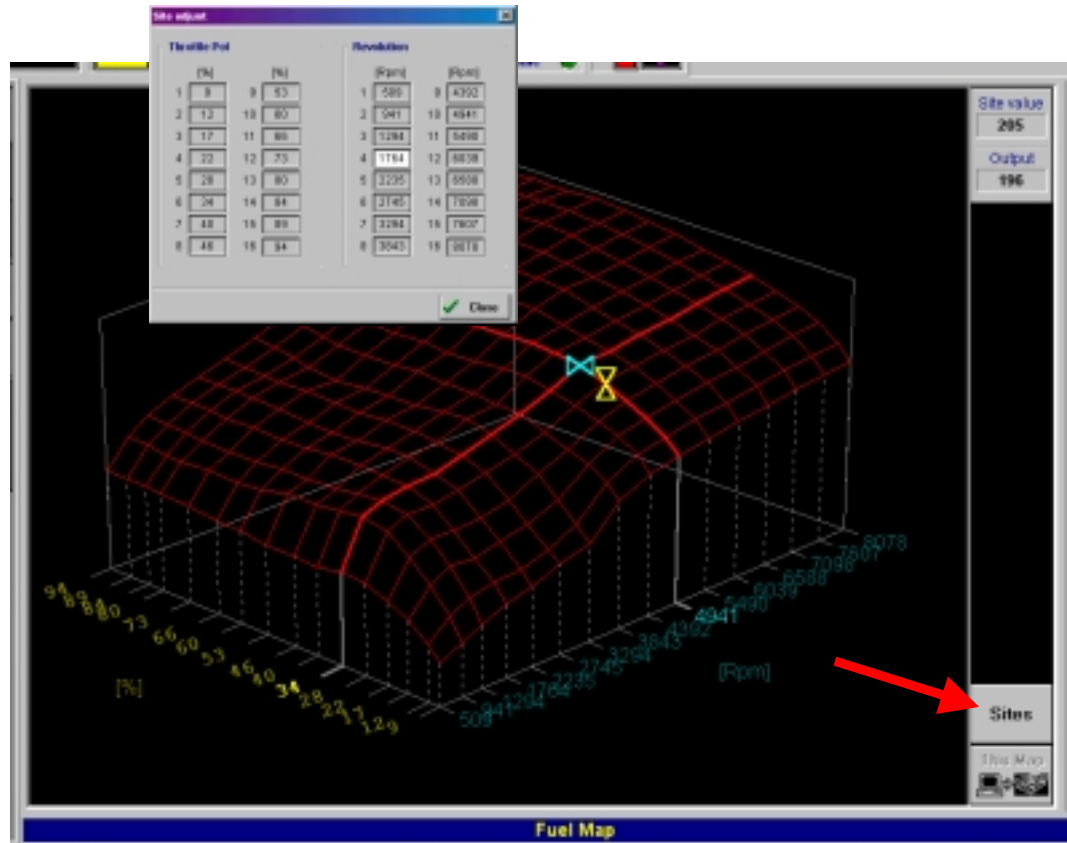 Site adjust
Throttle Pot Revolution
[%] [%] [Rpm] [Rpm]
1 9 9 53 1 509 9 4392
2 12 10 60 2 941 10 4941
3 17 11 66 3 1294 11 5490
4 22 12 73 4 1764 12 6039
5 28 13 80 5 2235 13 6588
6 34 14 84 6 2745 14 7098
7 40 15 89 7 3294 15 7607
8 46 16 94 8 3843 16 8078
Close
Site value
205
Output
196
94 89 84 80 73 66 60 53 46 40 34 28 22 17 12 9
[%]
509 941 1294 1764 2235 2745 3294 3843 4392 4941 5490 6039 6588 7098 7607 8078
[Rpm]
Sites
This Map
Fuel Map